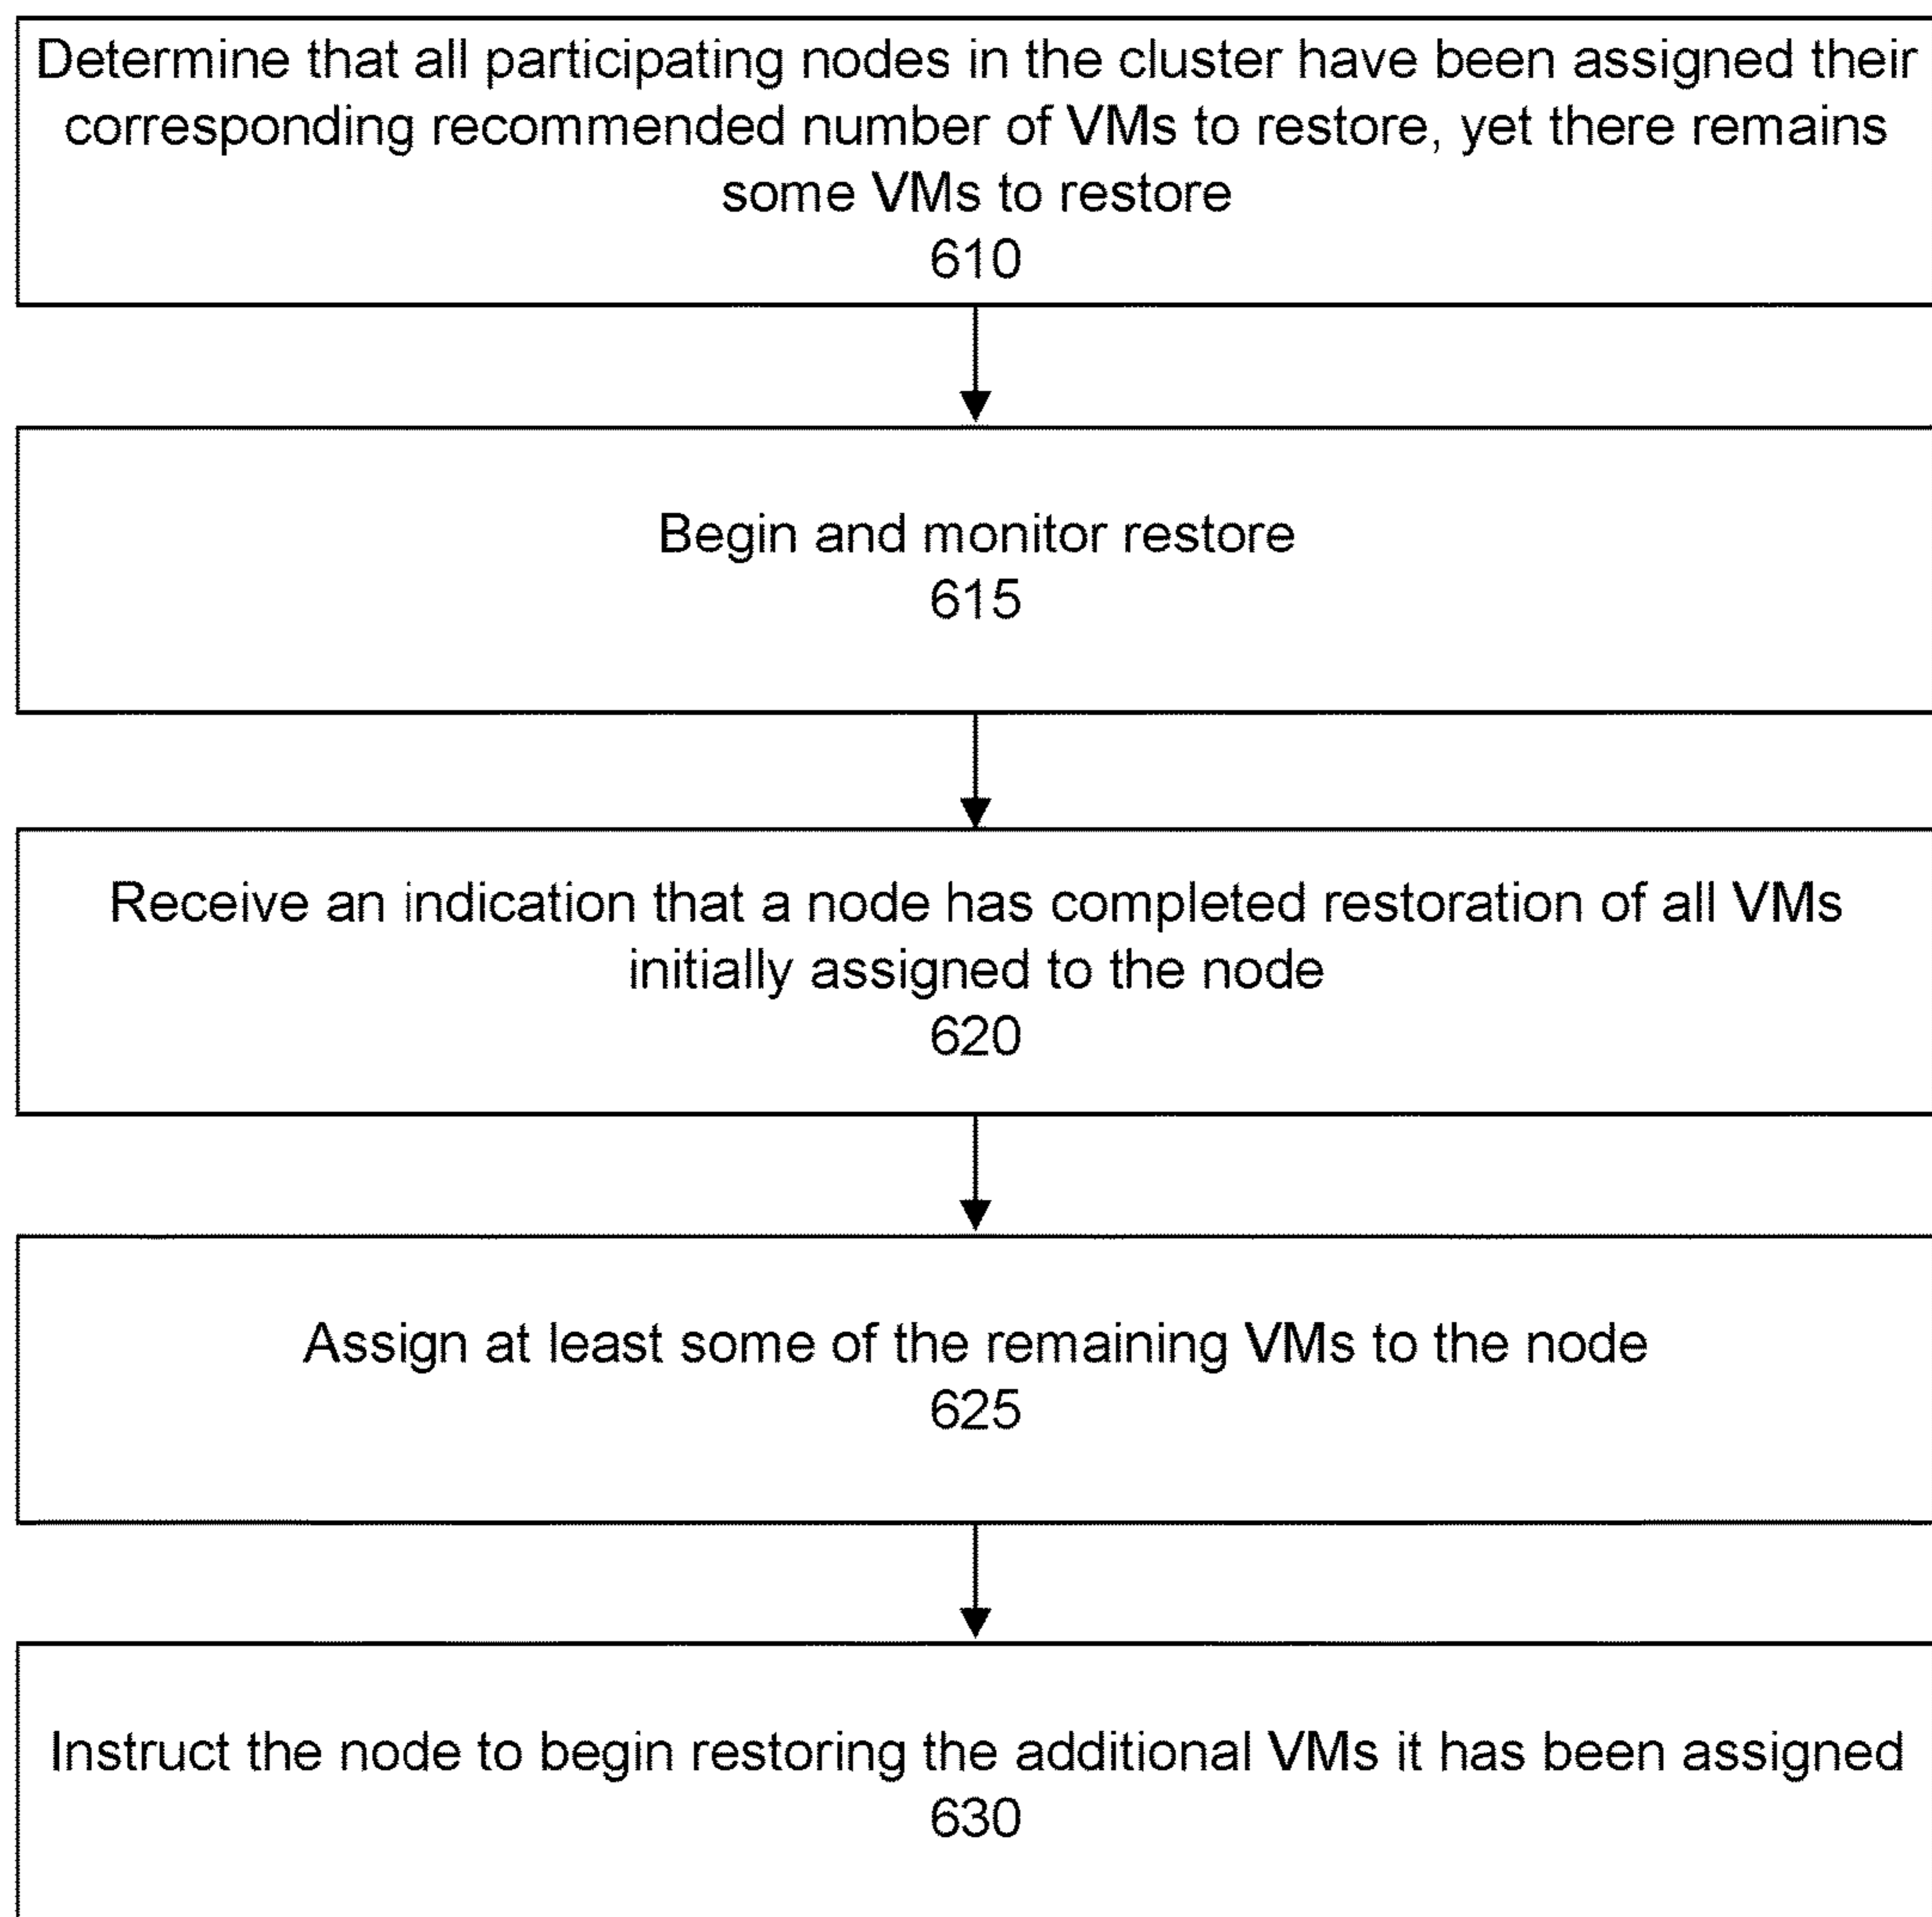 Determine that all participating nodes in the cluster have been assigned their
corresponding recommended number of VMs to restore, yet there remains
some VMs to restore
610
Begin and monitor restore
615
Receive an indication that a node has completed restoration of all VMs
initially assigned to the node
620
Assign at least some of the remaining VMs to the node
625
Instruct the node to begin restoring the additional VMs it has been assigned
630